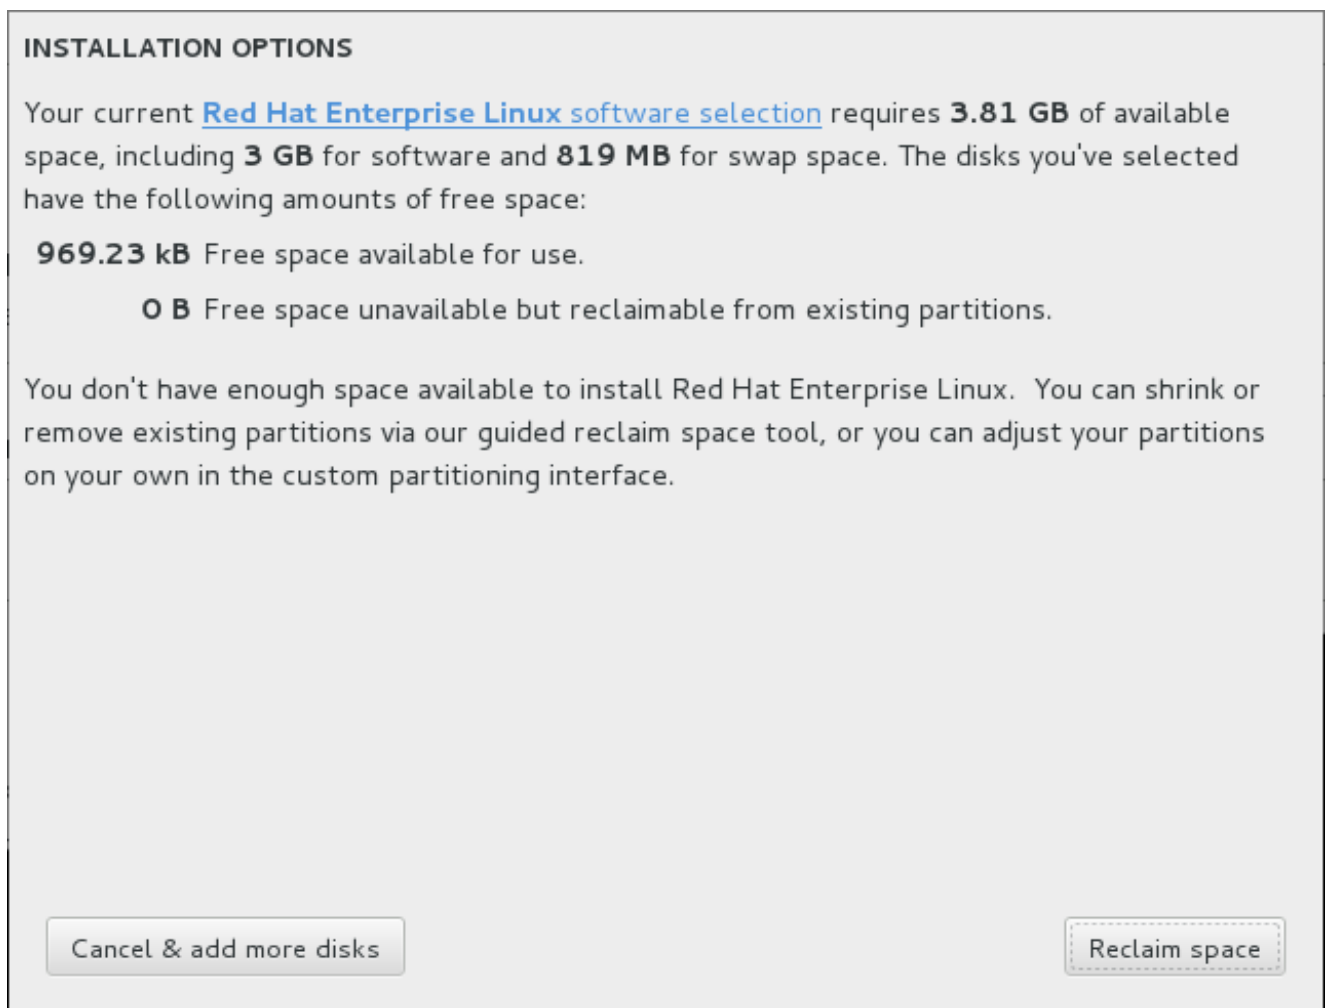 INSTALLATION OPTIONS
Your current Red Hat Enterprise Linux software selection requires 3.81 GB of available
space, including 3 GB for software and 819 MB for swap space. The disks you've selected
have the following amounts of free space:
969.23 kB Free space available for use.
0 B Free space unavailable but reclaimable from existing partitions.
You don't have enough space available to install Red Hat Enterprise Linux.  You can shrink or
remove existing partitions via our guided reclaim space tool, or you can adjust your partitions
on your own in the custom partitioning interface.
Cancel & add more disks
Reclaim space